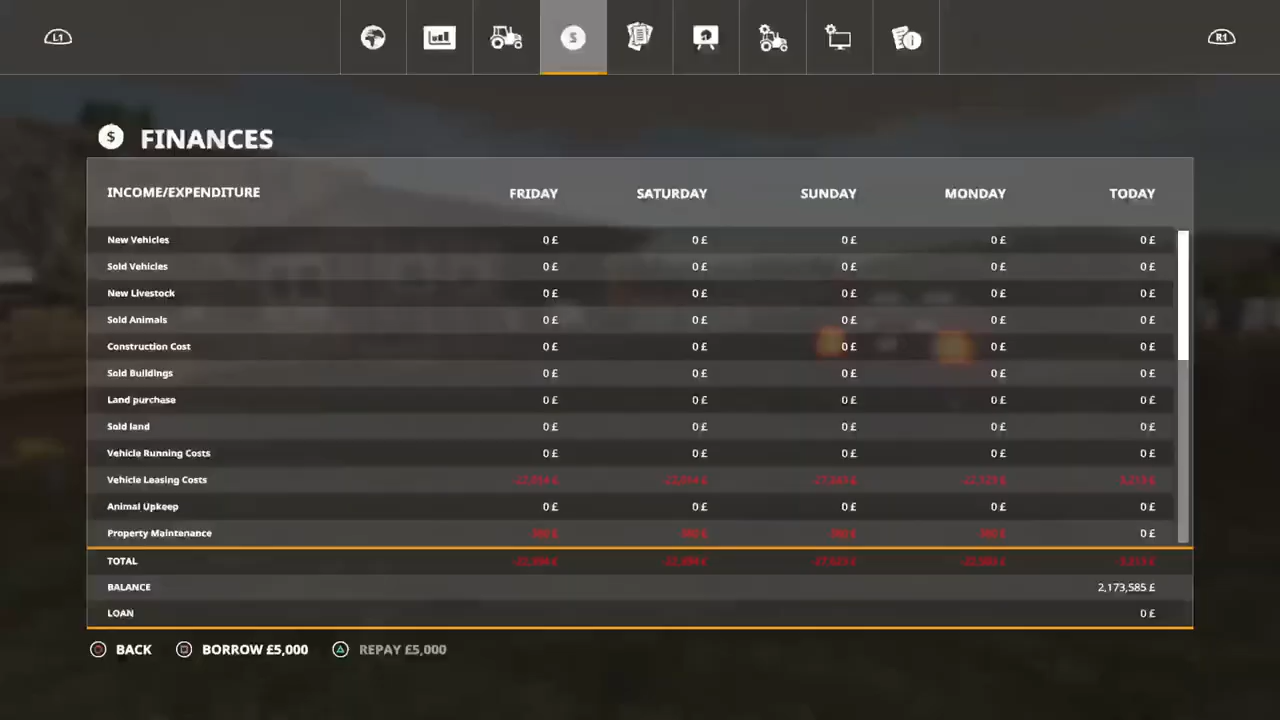 L1
R1
FINANCES
INCOME/EXPENDITURE FRIDAY SATURDAY SUNDAY MONDAY TODAY
New Vehicles 0 £ 0 £ 0 £ 0 £ 0 £
Sold Vehicles 0 £ 0 £ 0 £ 0 £ 0 £
New Livestock 0 £ 0 £ 0 £ 0 £ 0 £
Sold Animals 0 £ 0 £ 0 £ 0 £ 0 £
Construction Cost 0 £ 0 £ 0 £ 0 £ 0 £
Sold Buildings 0 £ 0 £ 0 £ 0 £ 0 £
Land purchase 0 £ 0 £ 0 £ 0 £ 0 £
Sold land 0 £ 0 £ 0 £ 0 £ 0 £
Vehicle Running Costs 0 £ 0 £ 0 £ 0 £ 0 £
Vehicle Leasing Costs
Animal Upkeep 0 £ 0 £ 0 £ 0 £ 0 £
Property Maintenance 0 £
TOTAL
BALANCE 2,173,585 £
LOAN 0 £
BACK BORROW £5,000 REPAY £5,000